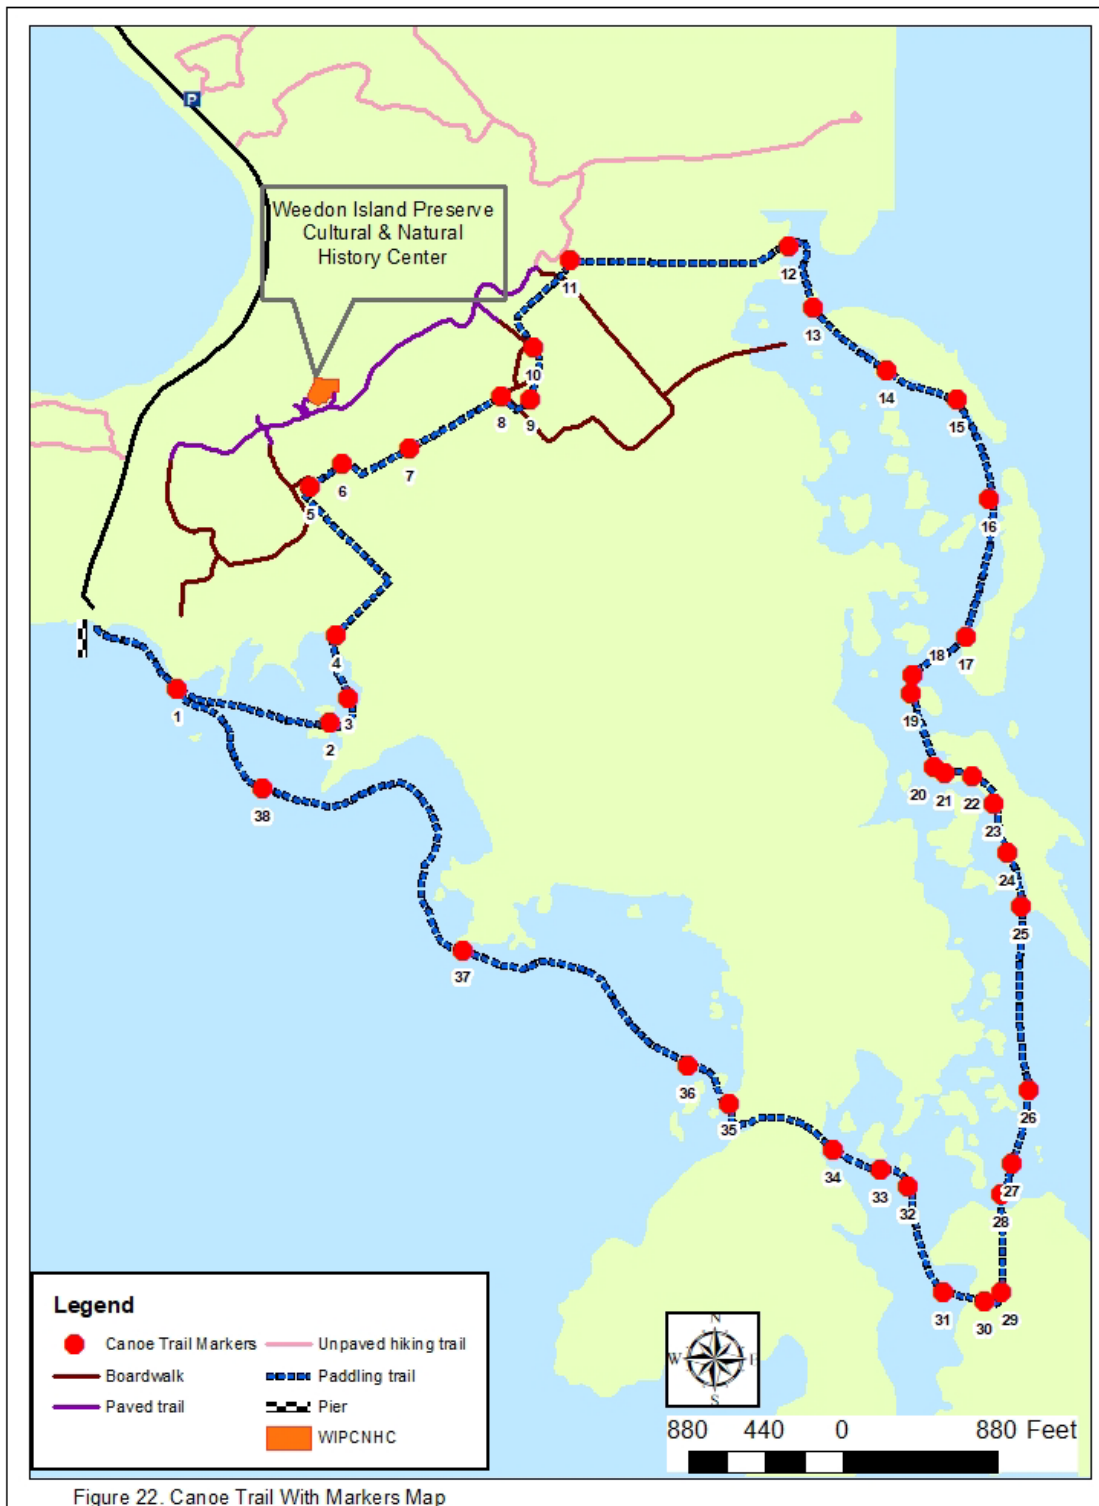 P
Weedon Island Preserve
Cultural & Natural
History Center
11
12
13
10
14
8
9
15
7
6
5
16
4
18
17
3
1
2
19
20
21
22
38
23
24
25
37
36
26
35
34
33
27
32
28
31
30
29
Legend
Canoe Trail Markers
Unpaved hiking trail
Boardwalk
Paddling trail
Paved trail
Pier
WIPCNHC
N
W
E
S
880 440 0 880 Feet
Figure 22. Canoe Trail With Markers Map